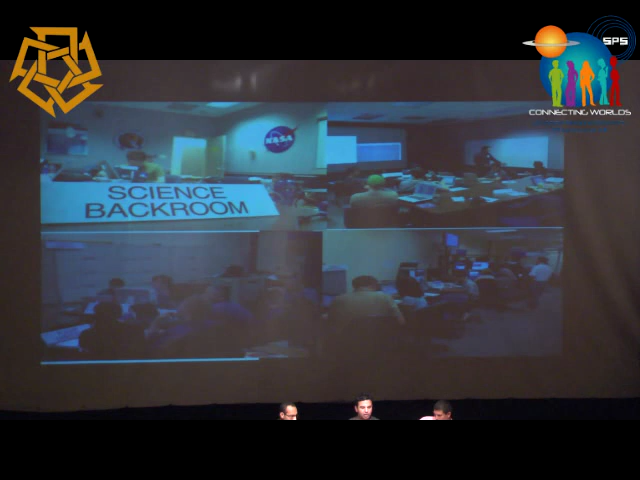 SPS
CONNECTING WORLDS
NASA
SCIENCE
BACKROOM